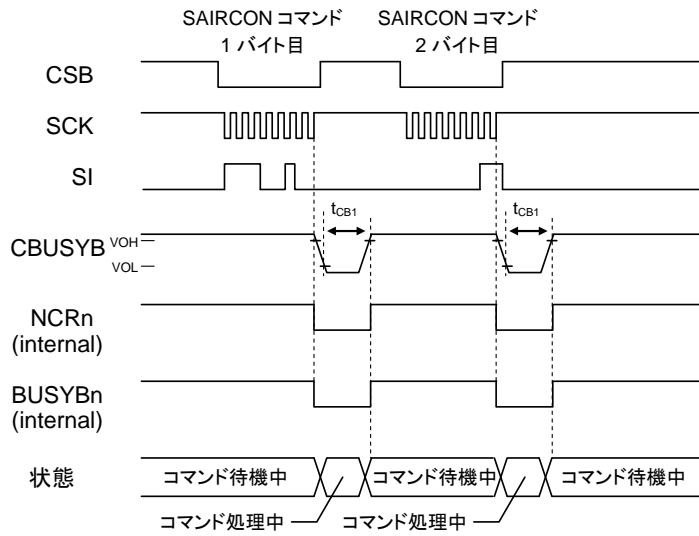 SAIRCON コマンド
1 バイト目
SAIRCON コマンド
2 バイト目
CSB
SCK
SI
tCB1
tCB1
CBUSYB
VOH
VOL
NCRn
(internal)
BUSYBn
(internal)
状態
コマンド待機中
コマンド待機中
コマンド待機中
コマンド処理中
コマンド処理中